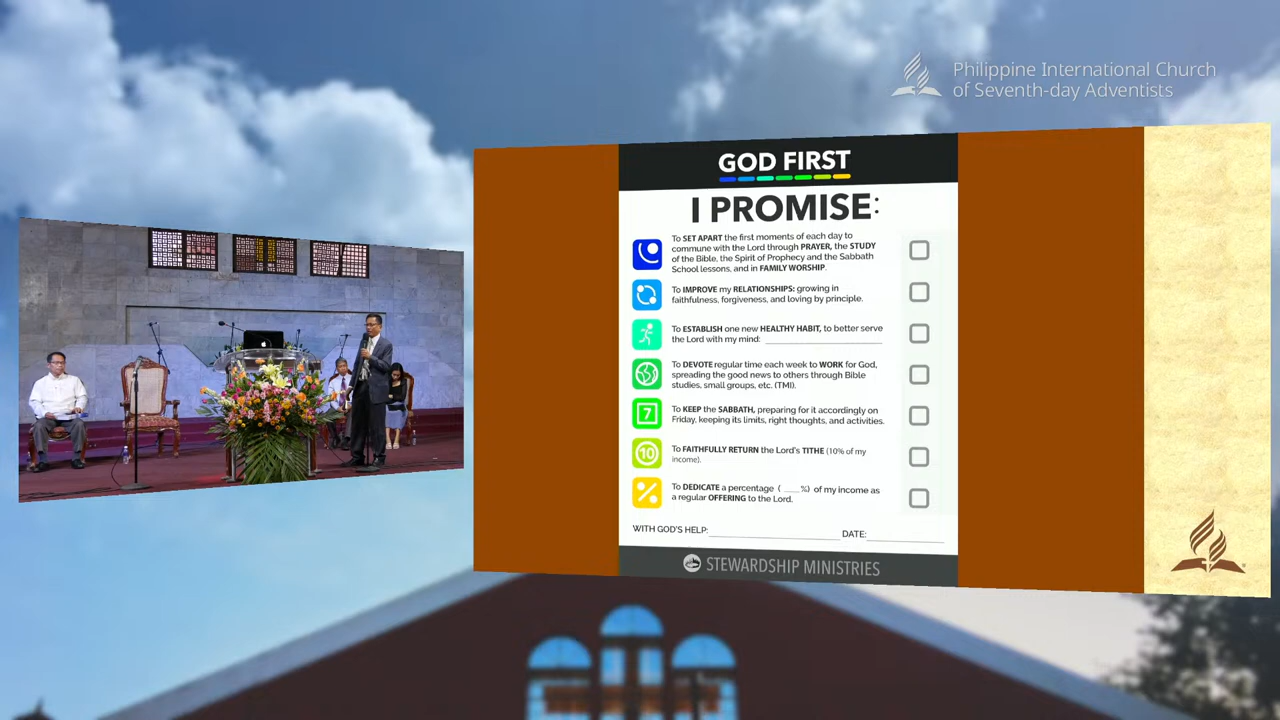 Philippine International Church
of Seventh-day Adventists
GOD FIRST
I PROMISE:
To SET APART the first moments of each day to
commune with the Lord through PRAYER, the STUDY
of the Bible, the Spirit of Prophecy and the Sabbath
School lessons, and in FAMILY WORSHIP.
To IMPROVE my RELATIONSHIPS: growing in
faithfulness, forgiveness, and loving by principle.
To ESTABLISH one new HEALTHY HABIT, to better serve
the Lord with my mind: ____________________
To DEVOTE regular time each week to WORK for God,
spreading the good news to others through Bible
studies, small groups, etc. (TMI).
7
To KEEP the SABBATH, preparing for it accordingly on
Friday, keeping its limits, right thoughts, and activities.
10
To FAITHFULLY RETURN the Lord's TITHE (10% of my
income).
%
To DEDICATE a percentage ( ___%) of my income as
a regular OFFERING to the Lord.
WITH GOD'S HELP:____________________ DATE:____________
STEWARDSHIP MINISTRIES